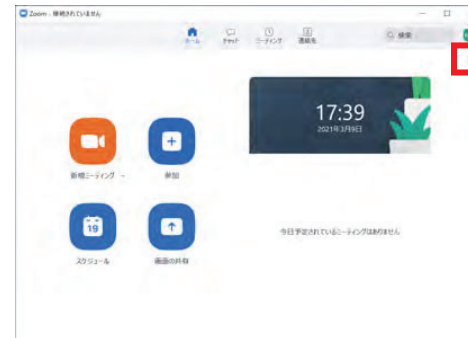 Zoom - 接続されていません
ホーム
チャット
ミーティング
連絡先
検索
17:39
2021年3月9日
新規ミーティング
参加
19
スケジュール
画面の共有
今日予定されているミーティングはありません